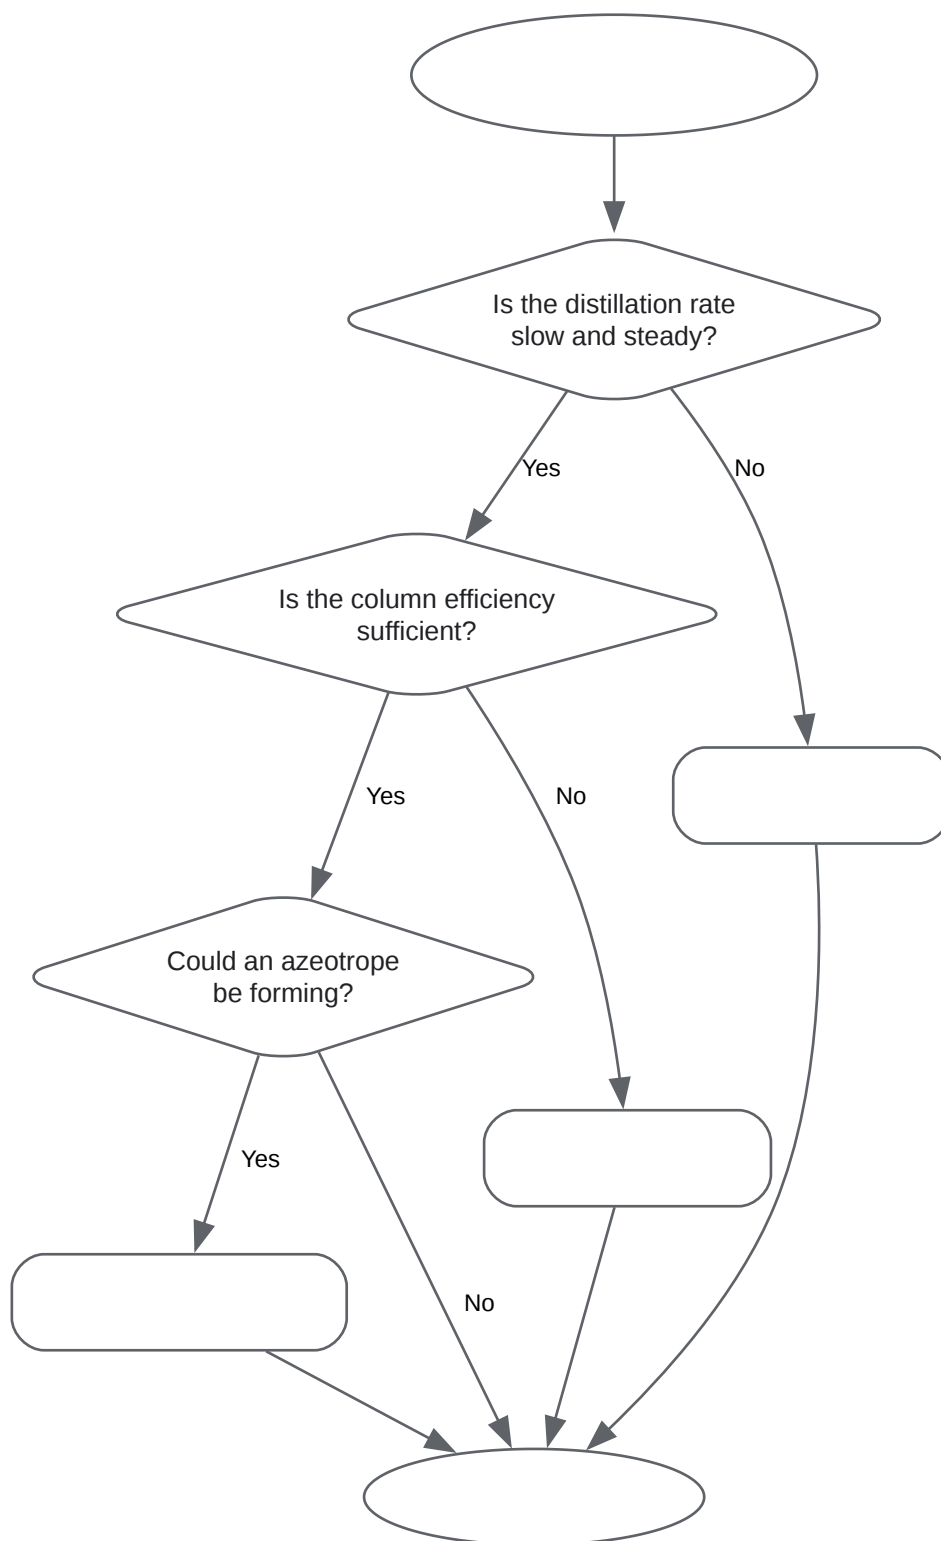 Is the distillation rate
slow and steady?
Yes
No
Is the column efficiency
sufficient?
Yes
No
Could an azeotrope
be forming?
Yes
No